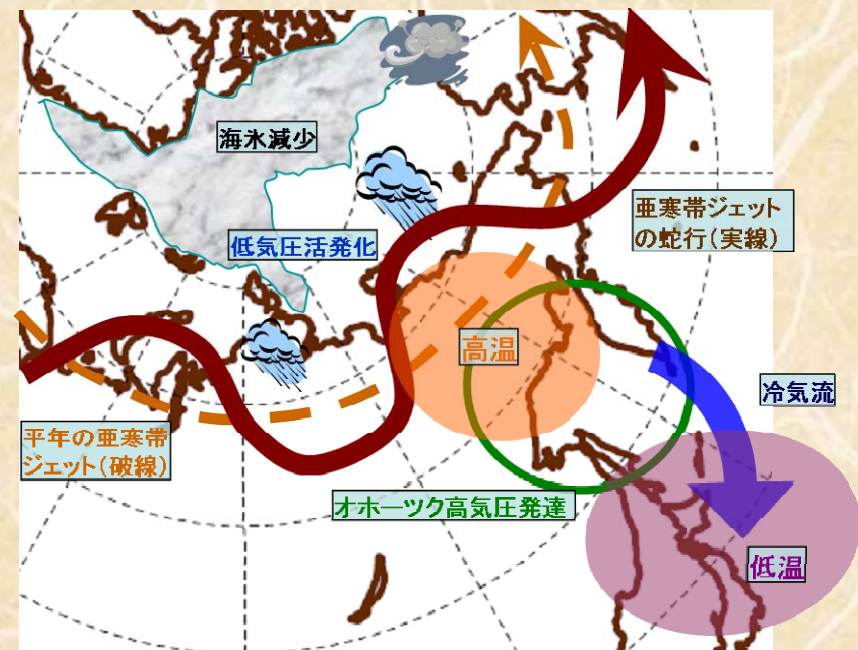 海氷減少
亜寒帯ジェット
の蛇行(実線)
低気圧活発化
高温
冷気流
平年の亜寒帯
ジェット(破線)
オホーツク高気圧発達
低温